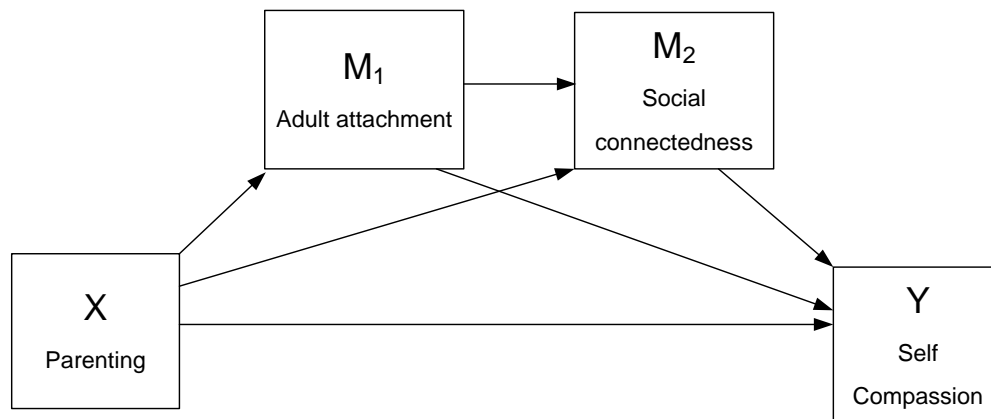 M₁
Adult attachment
M₂
Social
connectedness
X
Parenting
Y
Self
Compassion